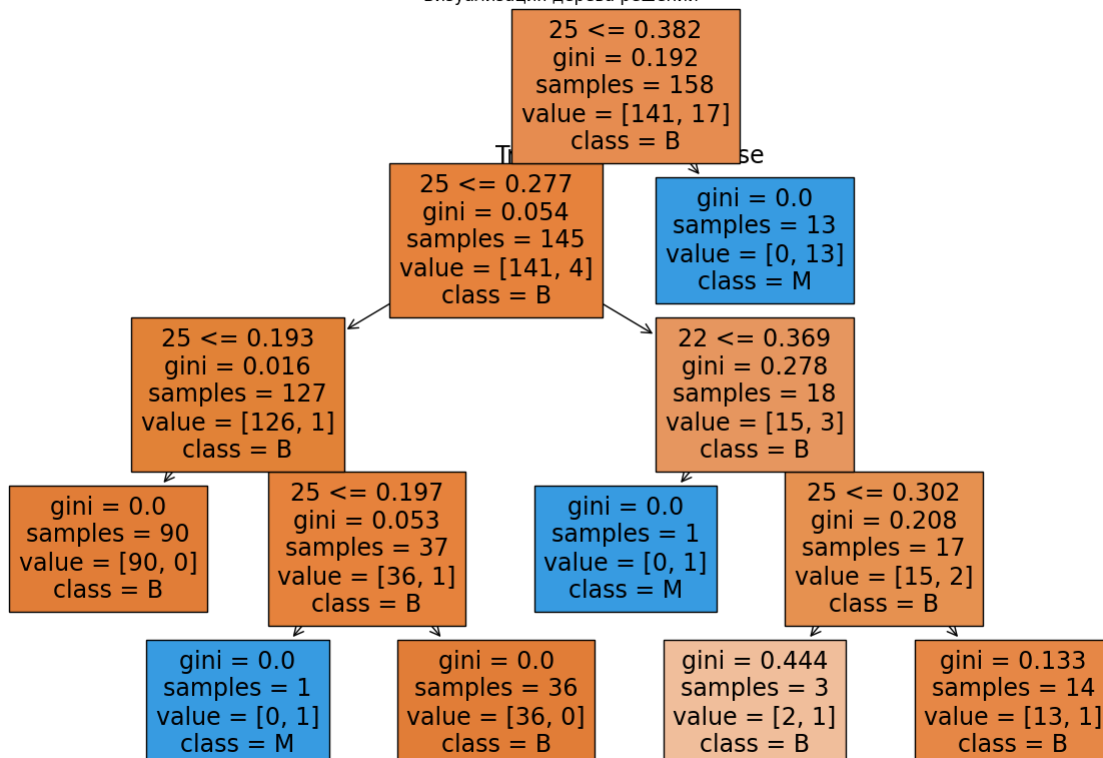 Визуализация дерева решений
25 <= 0.382
gini = 0.192
samples = 158
value = [141, 17]
class = B
25 <= 0.277
gini = 0.054
samples = 145
value = [141, 4]
class = B
gini = 0.0
samples = 13
value = [0, 13]
class = M
25 <= 0.193
gini = 0.016
samples = 127
value = [126, 1]
class = B
22 <= 0.369
gini = 0.278
samples = 18
value = [15, 3]
class = B
gini = 0.0
samples = 90
value = [90, 0]
class = B
25 <= 0.197
gini = 0.053
samples = 37
value = [36, 1]
class = B
gini = 0.0
samples = 1
value = [0, 1]
class = M
25 <= 0.302
gini = 0.208
samples = 17
value = [15, 2]
class = B
gini = 0.0
samples = 1
value = [0, 1]
class = M
gini = 0.0
samples = 36
value = [36, 0]
class = B
gini = 0.444
samples = 3
value = [2, 1]
class = B
gini = 0.133
samples = 14
value = [13, 1]
class = B